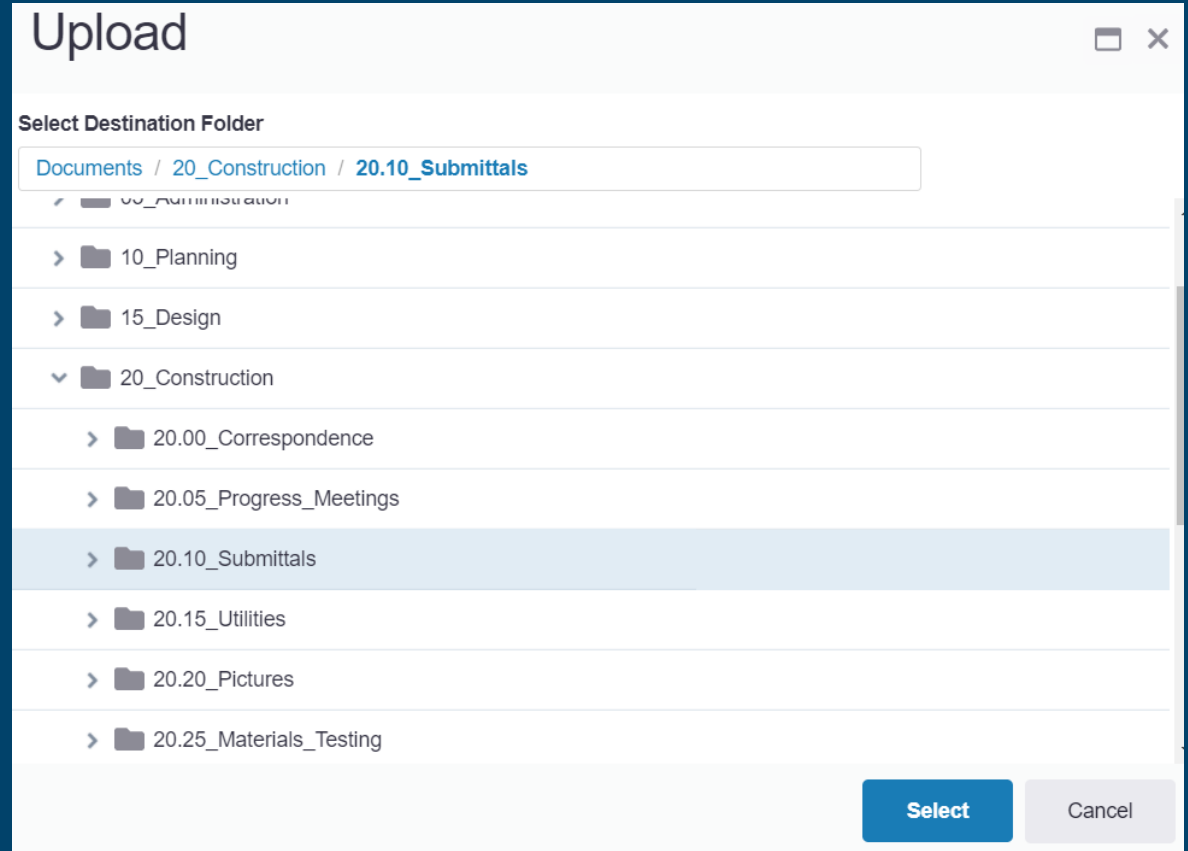 Upload
Select Destination Folder
Documents / 20_Construction / 20.10_Submittals
05_Administration
10_Planning
15_Design
20_Construction
20.00_Correspondence
20.05_Progress_Meetings
20.10_Submittals
20.15_Utilities
20.20_Pictures
20.25_Materials_Testing
Select Cancel